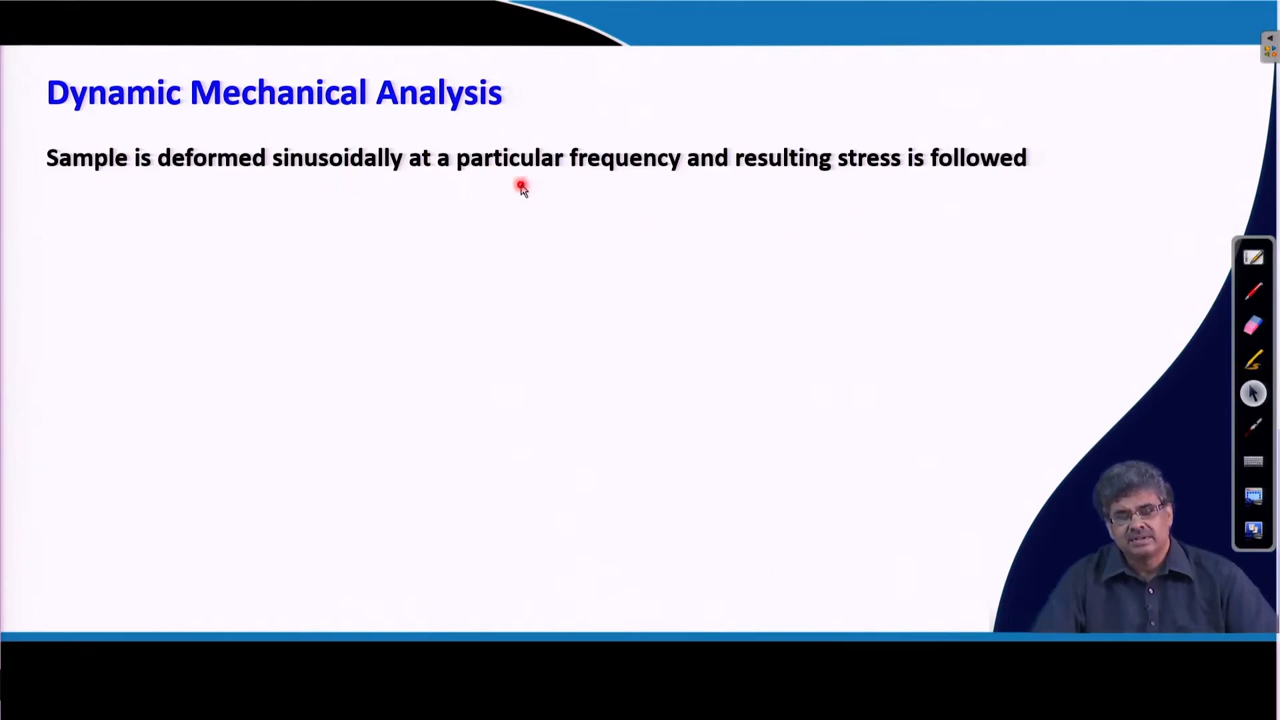 Dynamic Mechanical Analysis
Sample is deformed sinusoidally at a particular frequency and resulting stress is followed